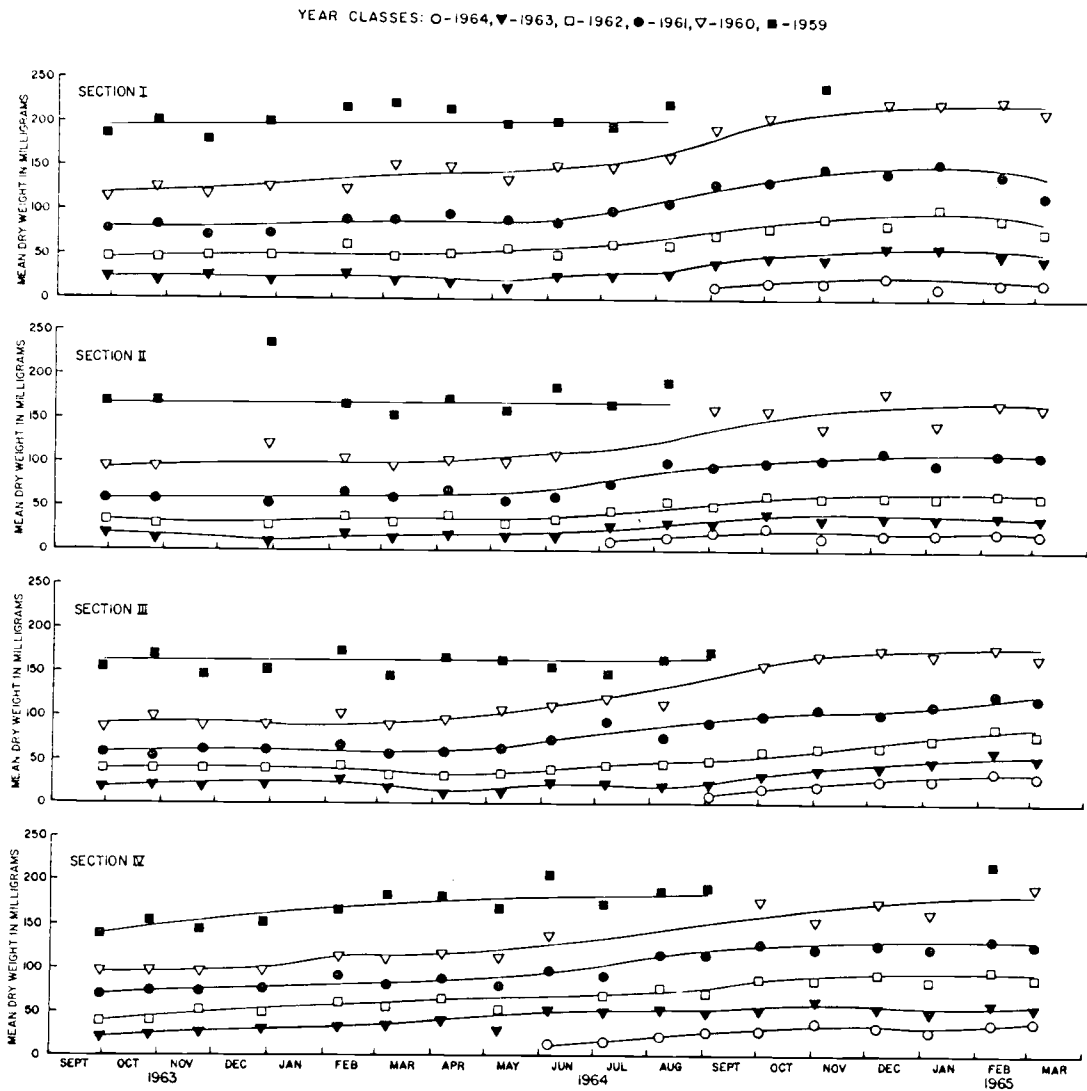 YEAR CLASSES: ○-1964, ▼-1963, □-1962, ●-1961, ▽-1960, ■-1959
MEAN DRY WEIGHT IN MILLIGRAMS
250
200
150
100
50
0
SECTION I
MEAN DRY WEIGHT IN MILLIGRAMS
250
200
150
100
50
0
SECTION II
MEAN DRY WEIGHT IN MILLIGRAMS
250
200
150
100
50
0
SECTION III
MEAN DRY WEIGHT IN MILLIGRAMS
250
200
150
100
50
0
SECTION IV
SEPT OCT NOV DEC JAN FEB MAR APR MAY JUN JUL AUG SEPT OCT NOV DEC JAN FEB MAR
1963 1964 1965